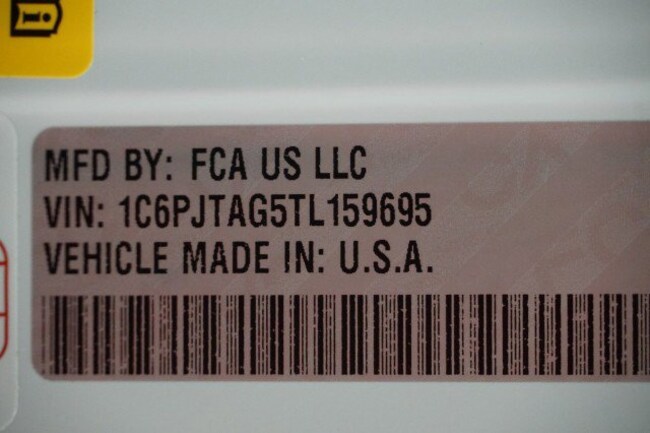 MFD BY: FCA US LLC
VIN: 1C6PJTAG5TL159695
VEHICLE MADE IN: U.S.A.